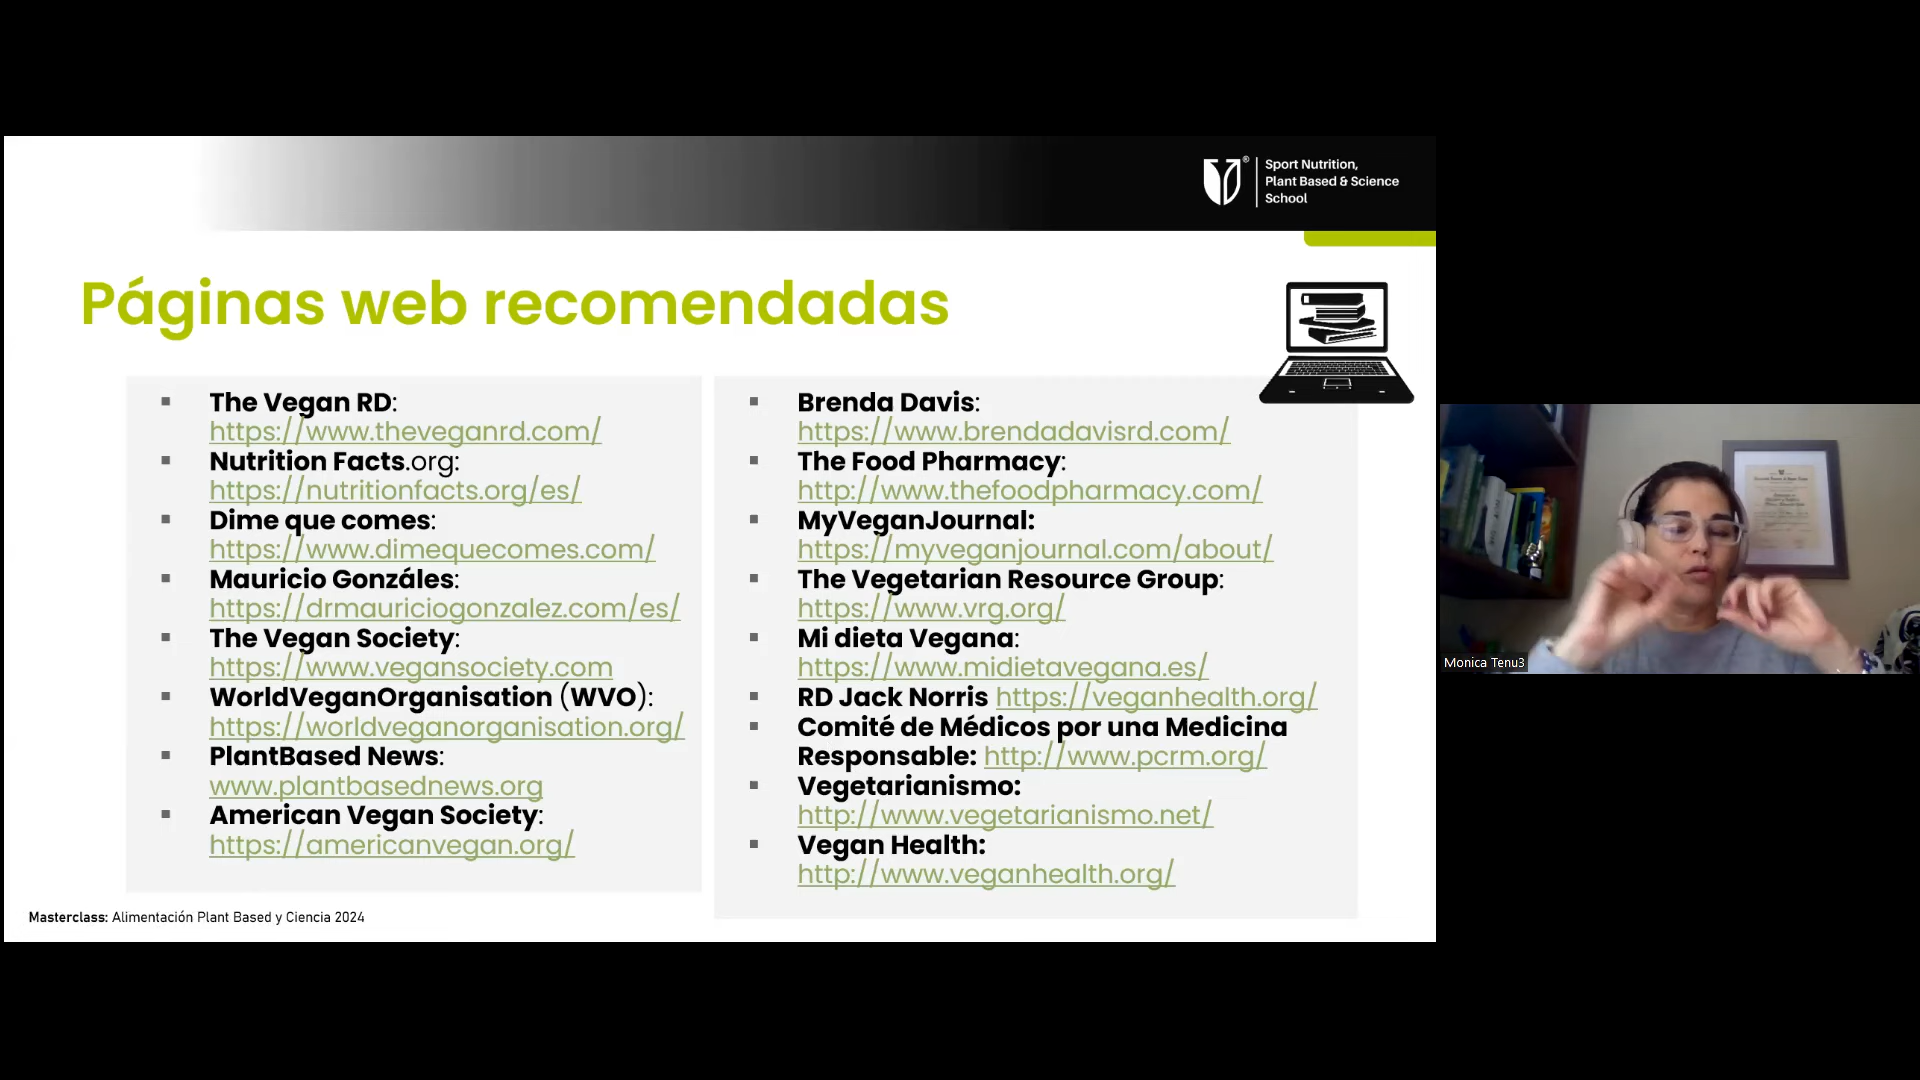 Sport Nutrition,
Plant Based & Science
School
Páginas web recomendadas
The Vegan RD:
https://www.theveganrd.com/
Nutrition Facts.org:
https://nutritionfacts.org/es/
Dime que comes:
https://www.dimequecomes.com/
Mauricio Gonzáles:
https://drmauriciogonzalez.com/es/
The Vegan Society:
https://www.vegansociety.com
WorldVeganOrganisation (WVO):
https://worldveganorganisation.org/
PlantBased News:
www.plantbasednews.org
American Vegan Society:
https://americanvegan.org/
Brenda Davis:
https://www.brendadavisrd.com/
The Food Pharmacy:
http://www.thefoodpharmacy.com/
MyVeganJournal:
https://myveganjournal.com/about/
The Vegetarian Resource Group:
https://www.vrg.org/
Mi dieta Vegana:
https://www.midietavegana.es/
RD Jack Norris https://veganhealth.org/
Comité de Médicos por una Medicina
Responsable: http://www.pcrm.org/
Vegetarianismo:
http://www.vegetarianismo.net/
Vegan Health:
http://www.veganhealth.org/
Masterclass: Alimentación Plant Based y Ciencia 2024
Monica Tenu3